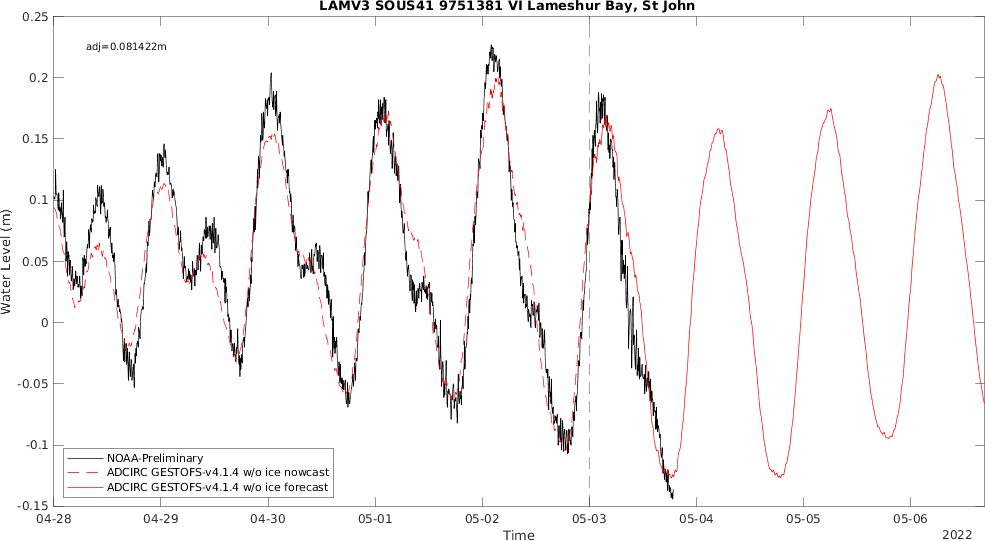 LAMV3 SOUS41 9751381 VI Lameshur Bay, St John
adj=0.081422m
Water Level (m)
0.25
0.2
0.15
0.1
0.05
0
-0.05
-0.1
-0.15
NOAA-Preliminary
ADCIRC GESTOFS-v4.1.4 w/o ice nowcast
ADCIRC GESTOFS-v4.1.4 w/o ice forecast
04-28 04-29 04-30 05-01 05-02 05-03 05-04 05-05 05-06
Time
2022